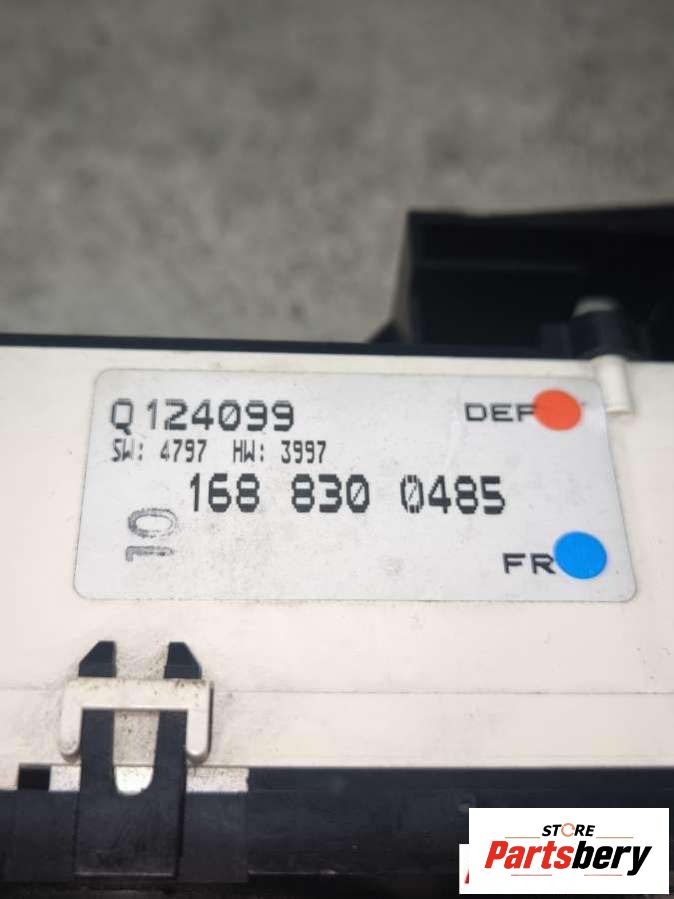 Q124099
DEF
SW: 4797 HW: 3997
168 830 0485
10
FR
STORE
Partsbery